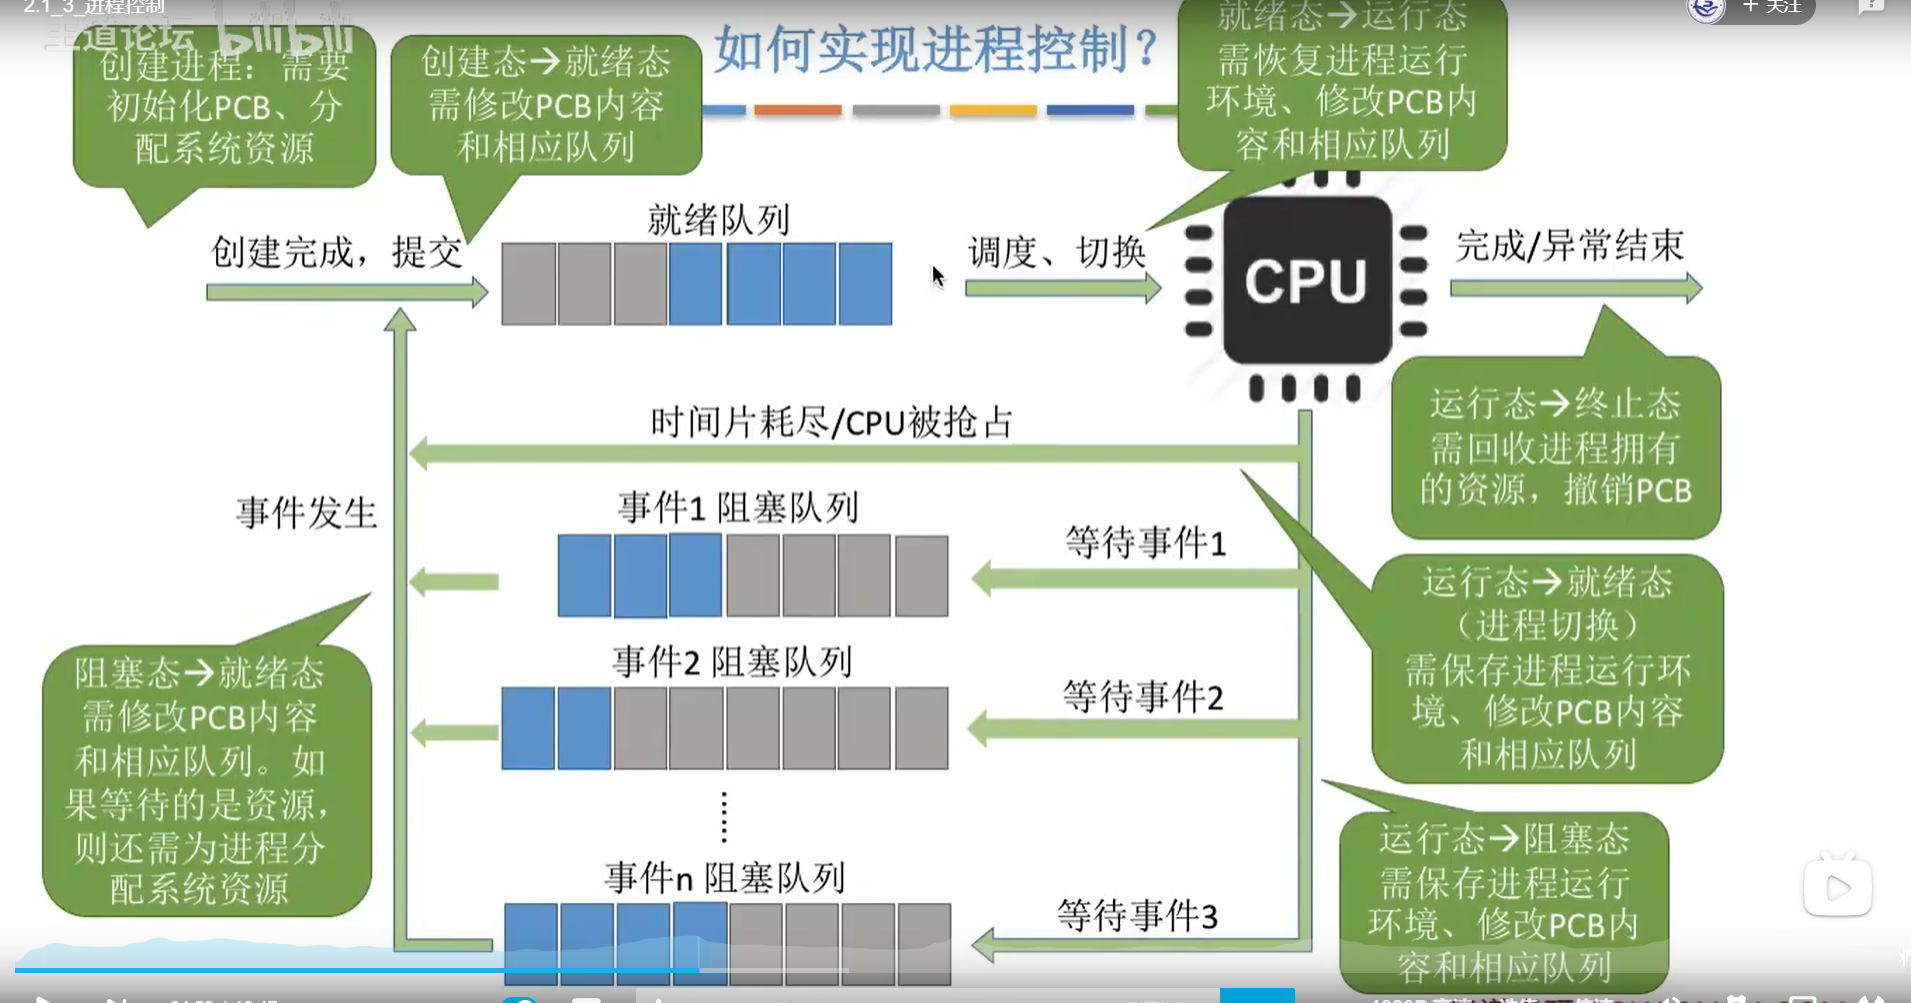 2.1_3_进程控制
王道论坛 bilibili
+ 关注
如何实现进程控制？
创建进程：需要
初始化PCB、分
配系统资源
创建态→就绪态
需修改PCB内容
和相应队列
就绪态→运行态
需恢复进程运行
环境、修改PCB内
容和相应队列
创建完成，提交
就绪队列
调度、切换
CPU
完成/异常结束
运行态→终止态
需回收进程拥有
的资源，撤销PCB
时间片耗尽/CPU被抢占
事件发生
事件1 阻塞队列
等待事件1
运行态→就绪态
（进程切换）
需保存进程运行环
境、修改PCB内容
和相应队列
事件2 阻塞队列
等待事件2
阻塞态→就绪态
需修改PCB内容
和相应队列。如
果等待的是资源，
则还需为进程分
配系统资源
事件n 阻塞队列
等待事件3
运行态→阻塞态
需保存进程运行
环境、修改PCB内
容和相应队列